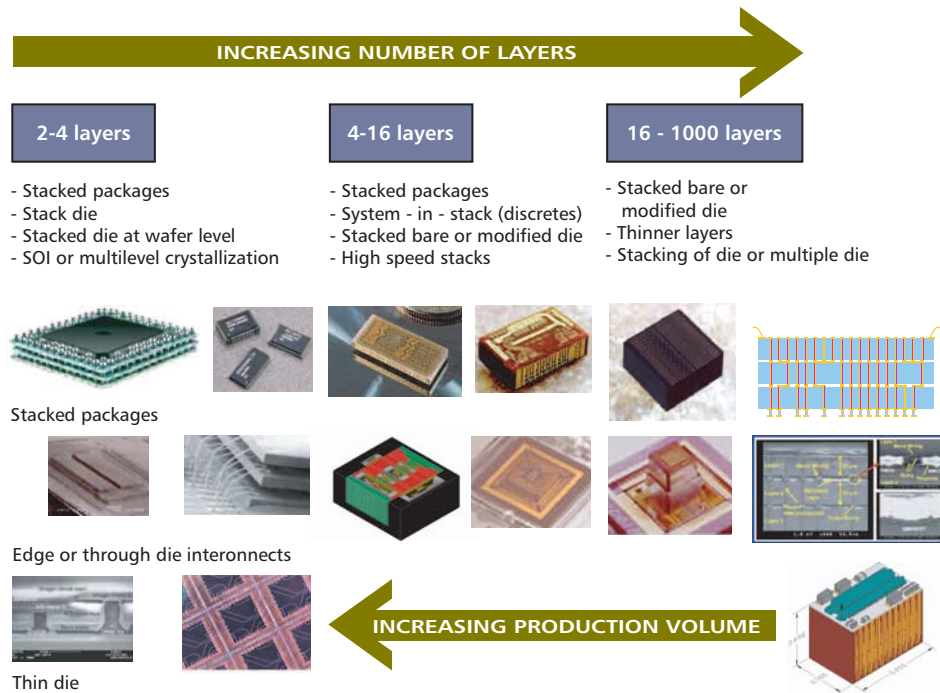 INCREASING NUMBER OF LAYERS
2-4 layers
4-16 layers
16 - 1000 layers
- Stacked packages
- Stack die
- Stacked die at wafer level
- SOI or multilevel crystallization
- Stacked packages
- System - in - stack (discretes)
- Stacked bare or modified die
- High speed stacks
- Stacked bare or
modified die
- Thinner layers
- Stacking of die or multiple die
Stacked packages
Edge or through die interonnects
INCREASING PRODUCTION VOLUME
Thin die